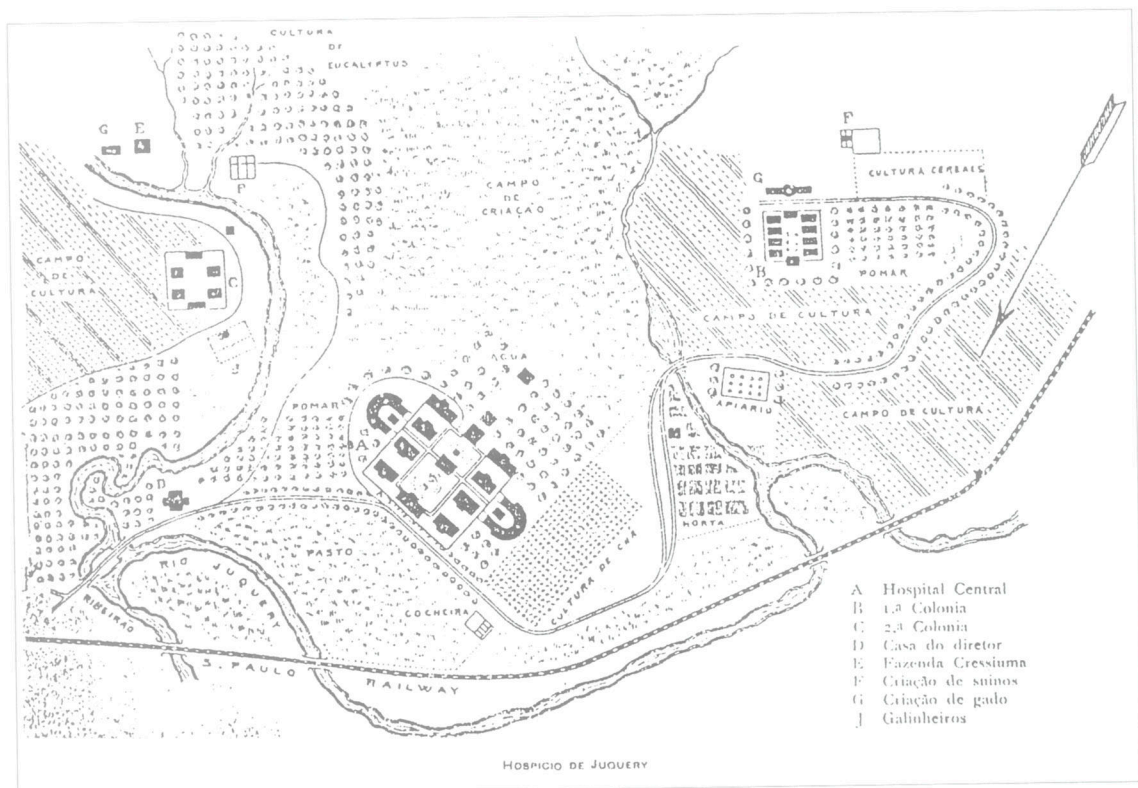 CULTURA
DE
EUCALYPTUS
G E
F
F
CAMPO
DE
CRIAÇÃO
CULTURA CEREAES
G
CAMPO
DE
CULTURA
C
B
POMAR
CAMPO DE CULTURA
J
AGUA
POMAR
APIARIO
CAMPO DE CULTURA
A
D
HORTA
PASTO
RIO JUQUERY
CULTURA DE CHÁ
COCHEIRA
RIBEIRÃO
S. PAULO RAILWAY
A Hospital Central
B 1.ª Colonia
C 2.ª Colonia
D Casa do diretor
E Fazenda Cressiuma
F Criação de suinos
G Criação de gado
J Galinheiros
HOSPICIO DE JUQUERY